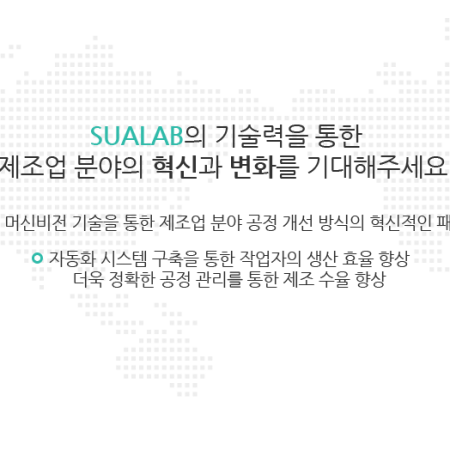 SUALAB의 기술력을 통한
제조업 분야의 혁신과 변화를 기대해주세요
머신비전 기술을 통한 제조업 분야 공정 개선 방식의 혁신적인 패
자동화 시스템 구축을 통한 작업자의 생산 효율 향상
더욱 정확한 공정 관리를 통한 제조 수율 향상